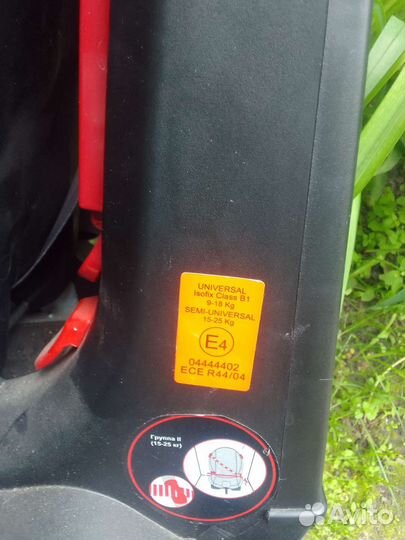 UNIVERSAL
Isofix Class B1
9-18 Kg
SEMI-UNIVERSAL
15-25 Kg
E4
04444402
ECE R44/04
Группа II
(15-25 кг)
Avito